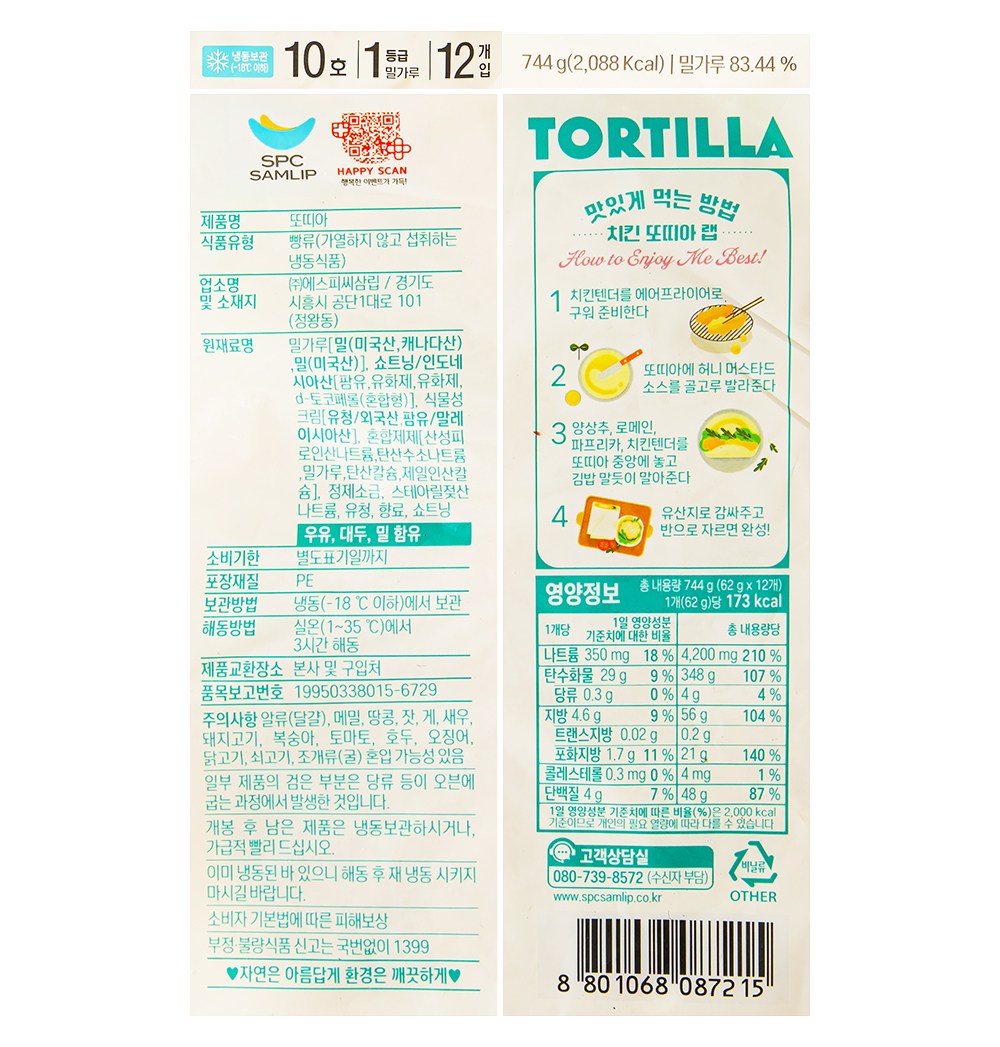 냉동보관
(-18℃ 이하)
10호
1등급
밀가루
12개입
744 g(2,088 Kcal) | 밀가루 83.44 %
SPC
SAMLIP
HAPPY SCAN
행복한 이벤트가 가득!
제품명 또띠아
식품유형 빵류(가열하지 않고 섭취하는
냉동식품)
업소명
및 소재지
㈜에스피씨삼립 / 경기도
시흥시 공단1대로 101
(정왕동)
원재료명 밀가루[밀(미국산,캐나다산)
,밀(미국산)], 쇼트닝/인도네
시아산[팜유,유화제,유화제,
d-토코페롤(혼합형)], 식물성
크림[유청/외국산,팜유/말레
이시아산], 혼합제제[산성피
로인산나트륨,탄산수소나트륨
,밀가루,탄산칼슘,제일인산칼
슘], 정제소금, 스테아릴젖산
나트륨, 유청, 향료, 쇼트닝
우유, 대두, 밀 함유
소비기한 별도표기일까지
포장재질 PE
보관방법 냉동(-18 ℃ 이하)에서 보관
해동방법 실온(1~35 ℃)에서
3시간 해동
제품교환장소 본사 및 구입처
품목보고번호 19950338015-6729
주의사항 알류(달걀), 메밀, 땅콩, 잣, 게, 새우,
돼지고기, 복숭아, 토마토, 호두, 오징어,
닭고기, 쇠고기, 조개류(굴) 혼입 가능성 있음
일부 제품의 검은 부분은 당류 등이 오븐에
굽는 과정에서 발생한 것입니다.
개봉 후 남은 제품은 냉동보관하시거나,
가급적 빨리 드십시오.
이미 냉동된 바 있으니 해동 후 재 냉동 시키지
마시길 바랍니다.
소비자 기본법에 따른 피해보상
부정·불량식품 신고는 국번없이 1399
♥자연은 아름답게 환경은 깨끗하게♥
TORTILLA
맛있게 먹는 방법
치킨 또띠아 랩
How to Enjoy Me Best!
1 치킨텐더를 에어프라이어로
구워 준비한다
2 또띠아에 허니 머스타드
소스를 골고루 발라준다
3 양상추, 로메인,
파프리카, 치킨텐더를
또띠아 중앙에 놓고
김밥 말듯이 말아준다
4 유산지로 감싸주고
반으로 자르면 완성!
영양정보
총 내용량 744 g (62 g x 12개)
1개(62 g)당 173 kcal
1개당 1일 영양성분
기준치에 대한 비율 총 내용량당
나트륨 350 mg 18 % 4,200 mg 210 %
탄수화물 29 g 9 % 348 g 107 %
당류 0.3 g 0 % 4 g 4 %
지방 4.6 g 9 % 56 g 104 %
트랜스지방 0.02 g 0.2 g
포화지방 1.7 g 11 % 21 g 140 %
콜레스테롤 0.3 mg 0 % 4 mg 1 %
단백질 4 g 7 % 48 g 87 %
1일 영양성분 기준치에 따른 비율(%)은 2,000 kcal
기준이므로 개인의 필요 열량에 따라 다를 수 있습니다
고객상담실
080-739-8572 (수신자 부담)
www.spcsamlip.co.kr
비닐류
OTHER
8 801068 087215